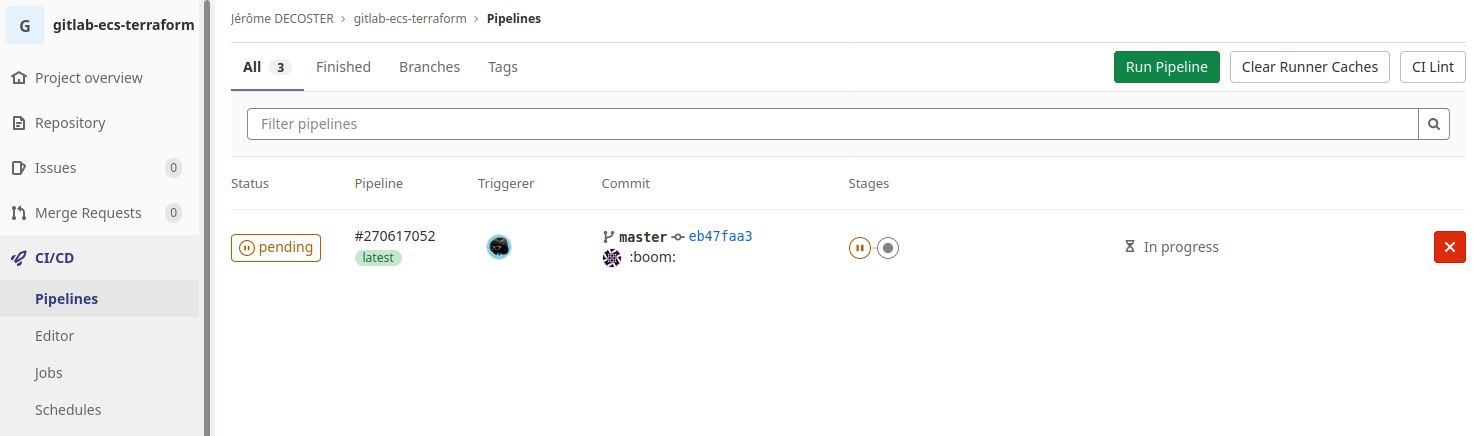 G gitlab-ecs-terraform
Project overview
Repository
Issues 0
Merge Requests 0
CI/CD
Pipelines
Editor
Jobs
Schedules
Jérôme DECOSTER › gitlab-ecs-terraform › Pipelines
All 3 Finished Branches Tags Run Pipeline Clear Runner Caches CI Lint
Filter pipelines
Status Pipeline Triggerer Commit Stages
pending #270617052 master eb47faa3 In progress
latest :boom: